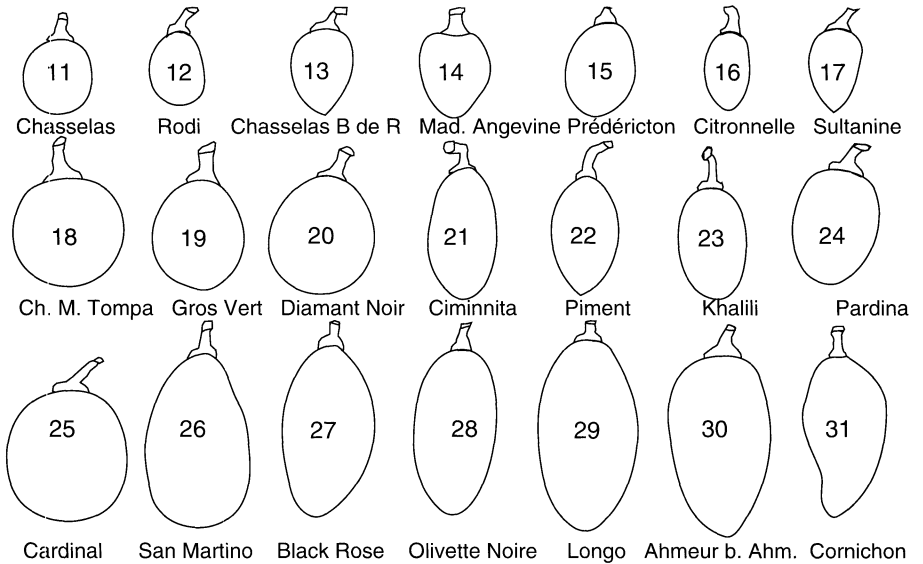 11 12 13 14 15 16 17
Chasselas Rodi Chasselas B de R Mad. Angevine Prédéricton Citronnelle Sultanine
18 19 20 21 22 23 24
Ch. M. Tompa Gros Vert Diamant Noir Ciminnita Piment Khalili Pardina
25 26 27 28 29 30 31
Cardinal San Martino Black Rose Olivette Noire Longo Ahmeur b. Ahm. Cornichon